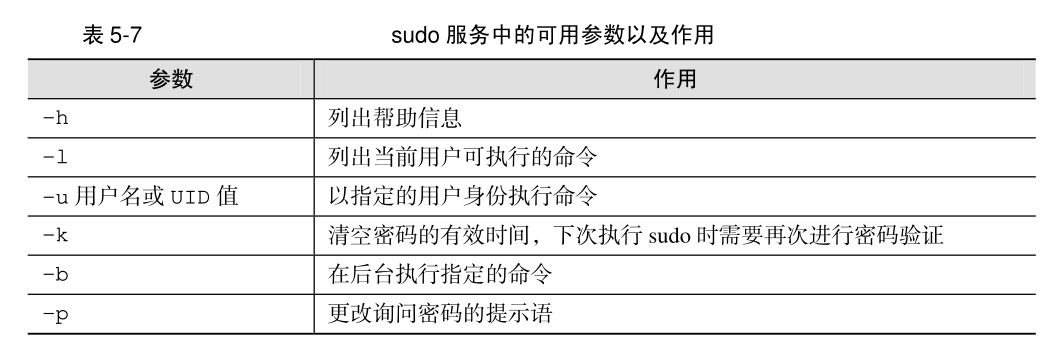 表 5-7 sudo 服务中的可用参数以及作用
参数 作用
-h 列出帮助信息
-l 列出当前用户可执行的命令
-u 用户名或 UID 值 以指定的用户身份执行命令
-k 清空密码的有效时间，下次执行 sudo 时需要再次进行密码验证
-b 在后台执行指定的命令
-p 更改询问密码的提示语